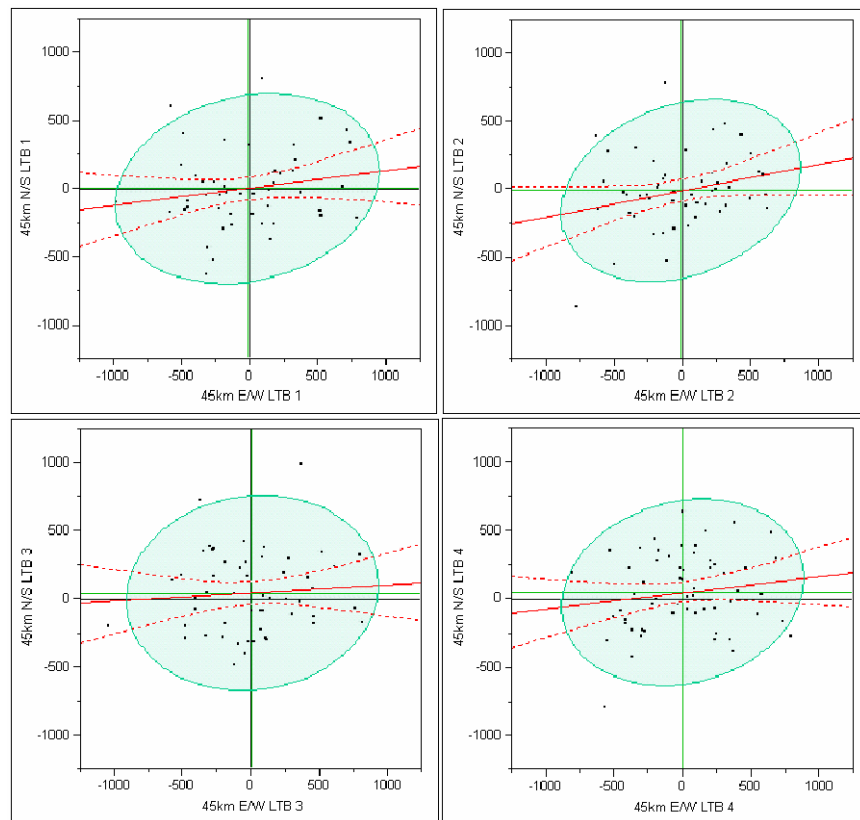 1000
500
0
-500
-1000
45km N/S LTB 1
-1000 -500 0 500 1000
45km E/W LTB 1
1000
500
0
-500
-1000
45km N/S LTB 2
-1000 -500 0 500 1000
45km E/W LTB 2
1000
500
0
-500
-1000
45km N/S LTB 3
-1000 -500 0 500 1000
45km E/W LTB 3
1000
500
0
-500
-1000
45km N/S LTB 4
-1000 -500 0 500 1000
45km E/W LTB 4